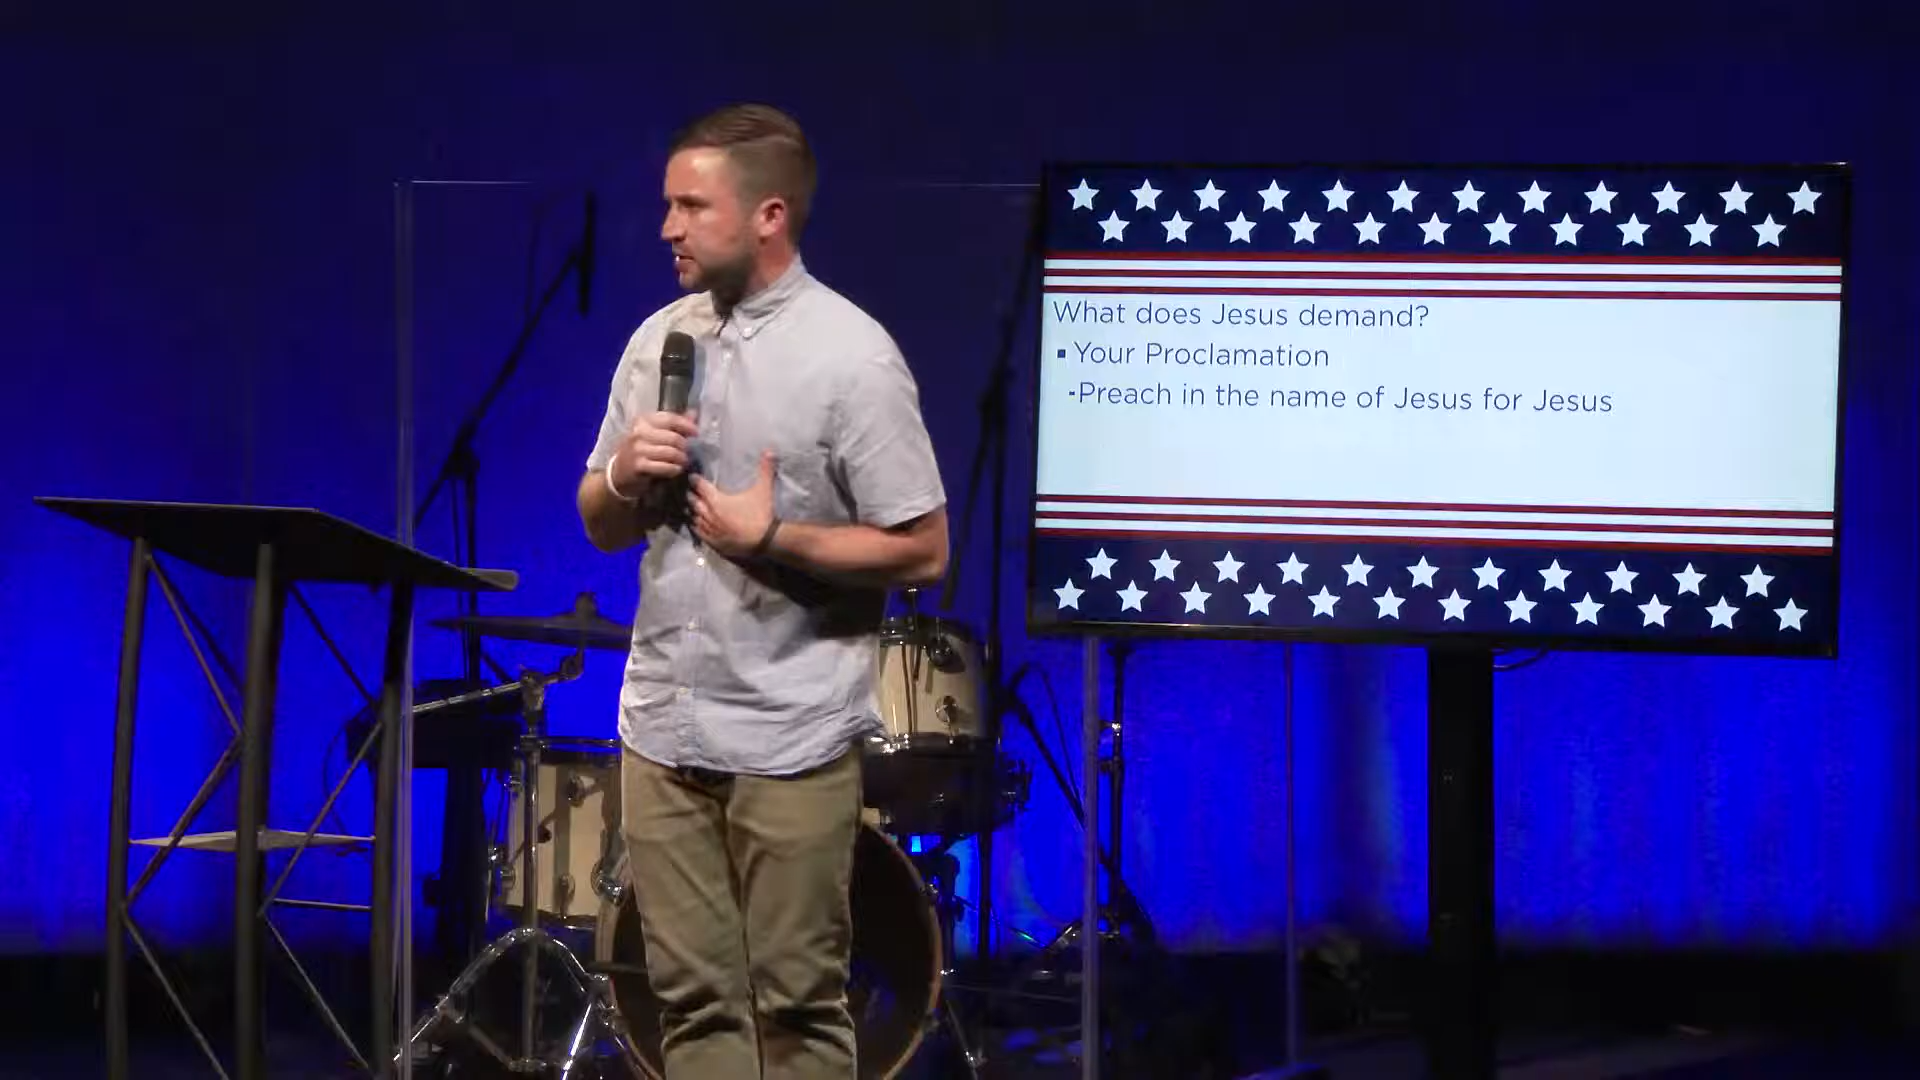 What does Jesus demand?
▪ Your Proclamation
-Preach in the name of Jesus for Jesus